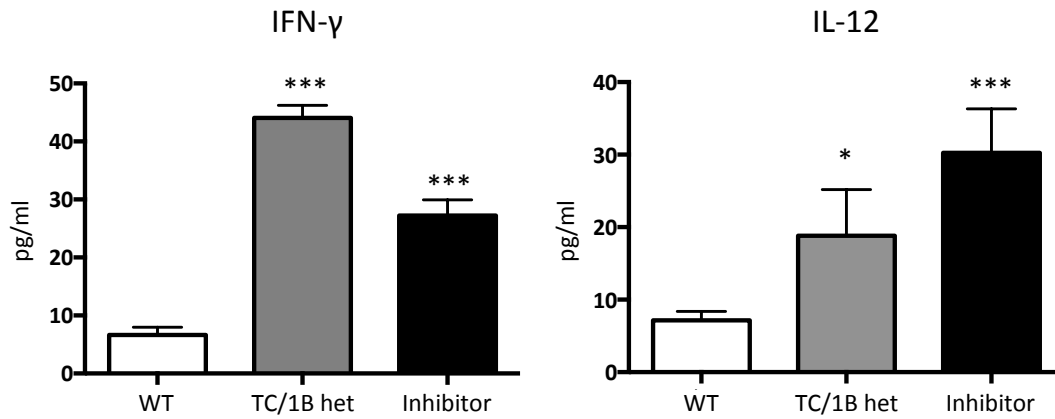 IFN-γ
50
40
30
20
10
0
pg/ml
***
***
WT
TC/1B het
Inhibitor
IL-12
40
30
20
10
0
pg/ml
*
***
WT
TC/1B het
Inhibitor